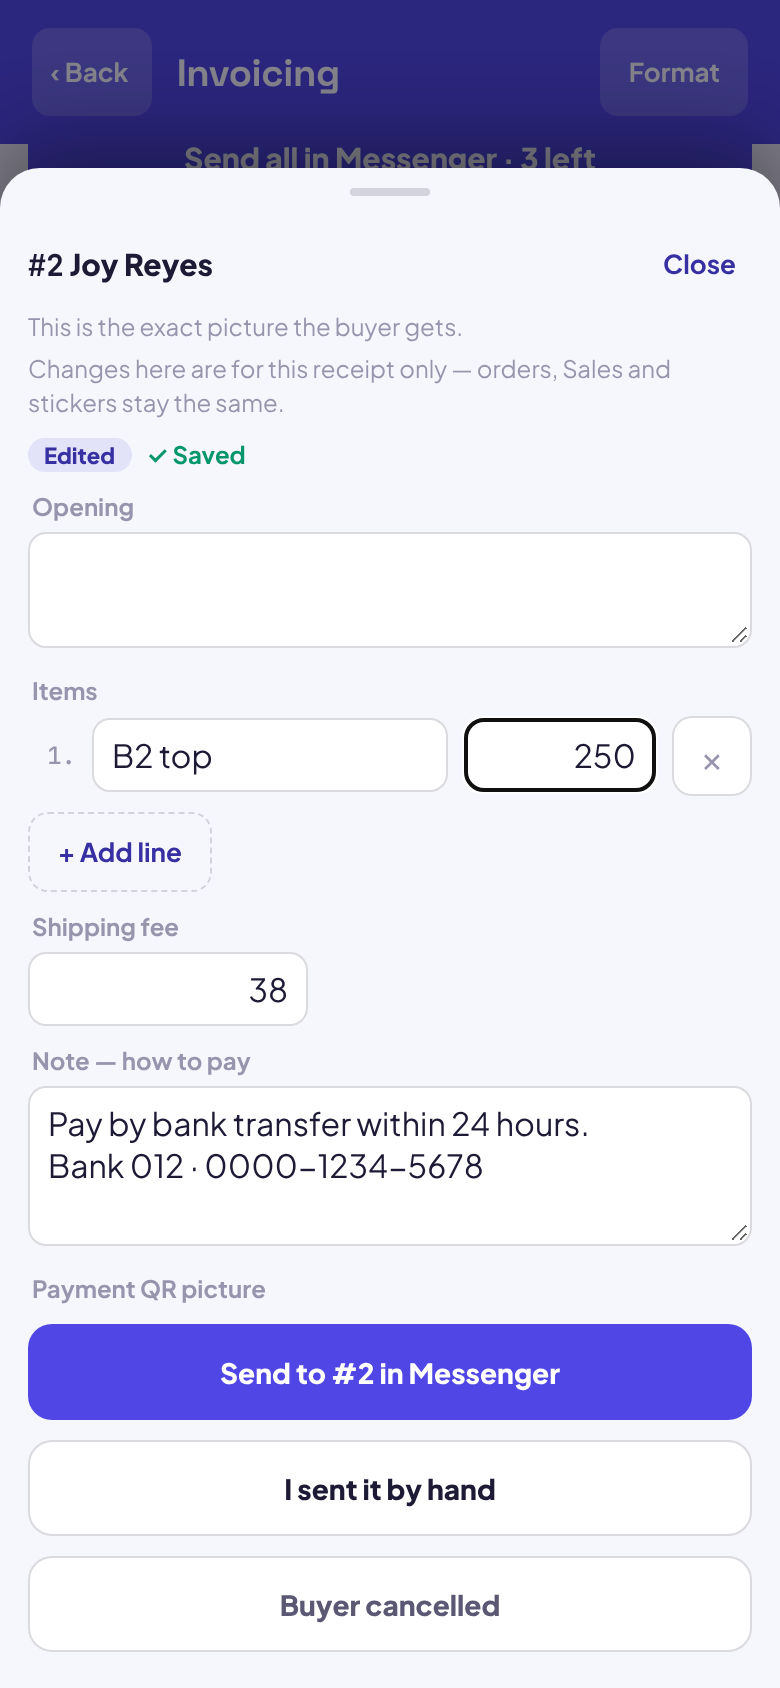 ‹ Back
Invoicing
Format
Send all in Messenger · 3 left
#2 Joy Reyes
Close
This is the exact picture the buyer gets.
Changes here are for this receipt only — orders, Sales and
stickers stay the same.
Edited
✓ Saved
Opening
Items
1.
B2 top
250
×
+ Add line
Shipping fee
38
Note — how to pay
Pay by bank transfer within 24 hours.
Bank 012 · 0000-1234-5678
Payment QR picture
Send to #2 in Messenger
I sent it by hand
Buyer cancelled